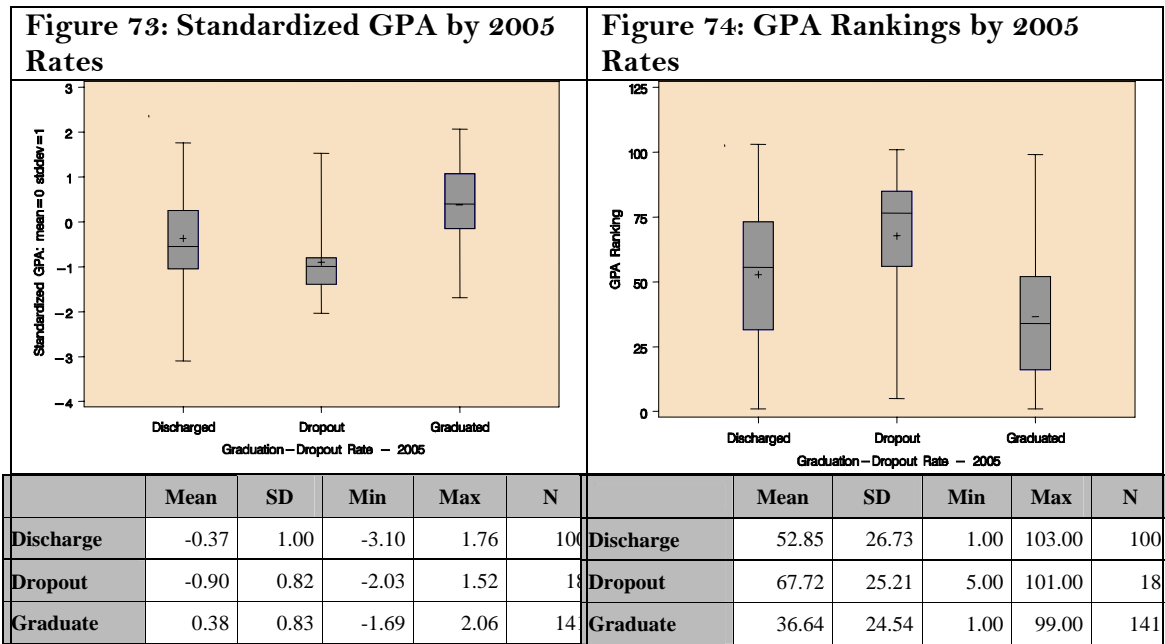 Figure 73: Standardized GPA by 2005
Rates
3
2
1
0
-1
-2
-3
-4
Standardized GPA: mean=0 stddev=1
Discharged Dropout Graduated
Graduation-Dropout Rate - 2005
Mean SD Min Max N
Discharge -0.37 1.00 -3.10 1.76 100
Dropout -0.90 0.82 -2.03 1.52 18
Graduate 0.38 0.83 -1.69 2.06 141
Figure 74: GPA Rankings by 2005
Rates
125
100
75
50
25
0
GPA Ranking
Discharged Dropout Graduated
Graduation-Dropout Rate - 2005
Mean SD Min Max N
Discharge 52.85 26.73 1.00 103.00 100
Dropout 67.72 25.21 5.00 101.00 18
Graduate 36.64 24.54 1.00 99.00 141